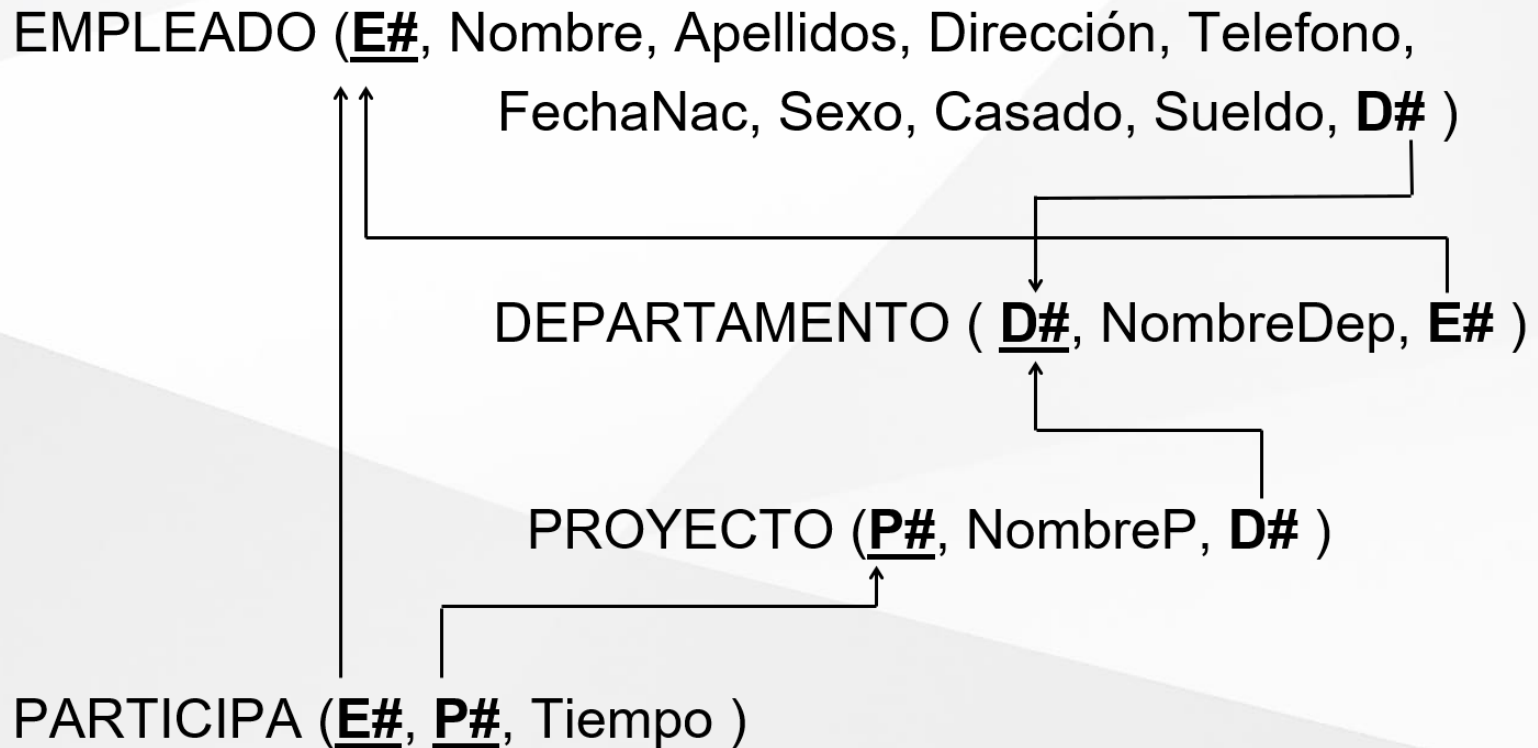 EMPLEADO (E#, Nombre, Apellidos, Dirección, Telefono,
FechaNac, Sexo, Casado, Sueldo, D# )
DEPARTAMENTO ( D#, NombreDep, E# )
PROYECTO (P#, NombreP, D# )
PARTICIPA (E#, P#, Tiempo )